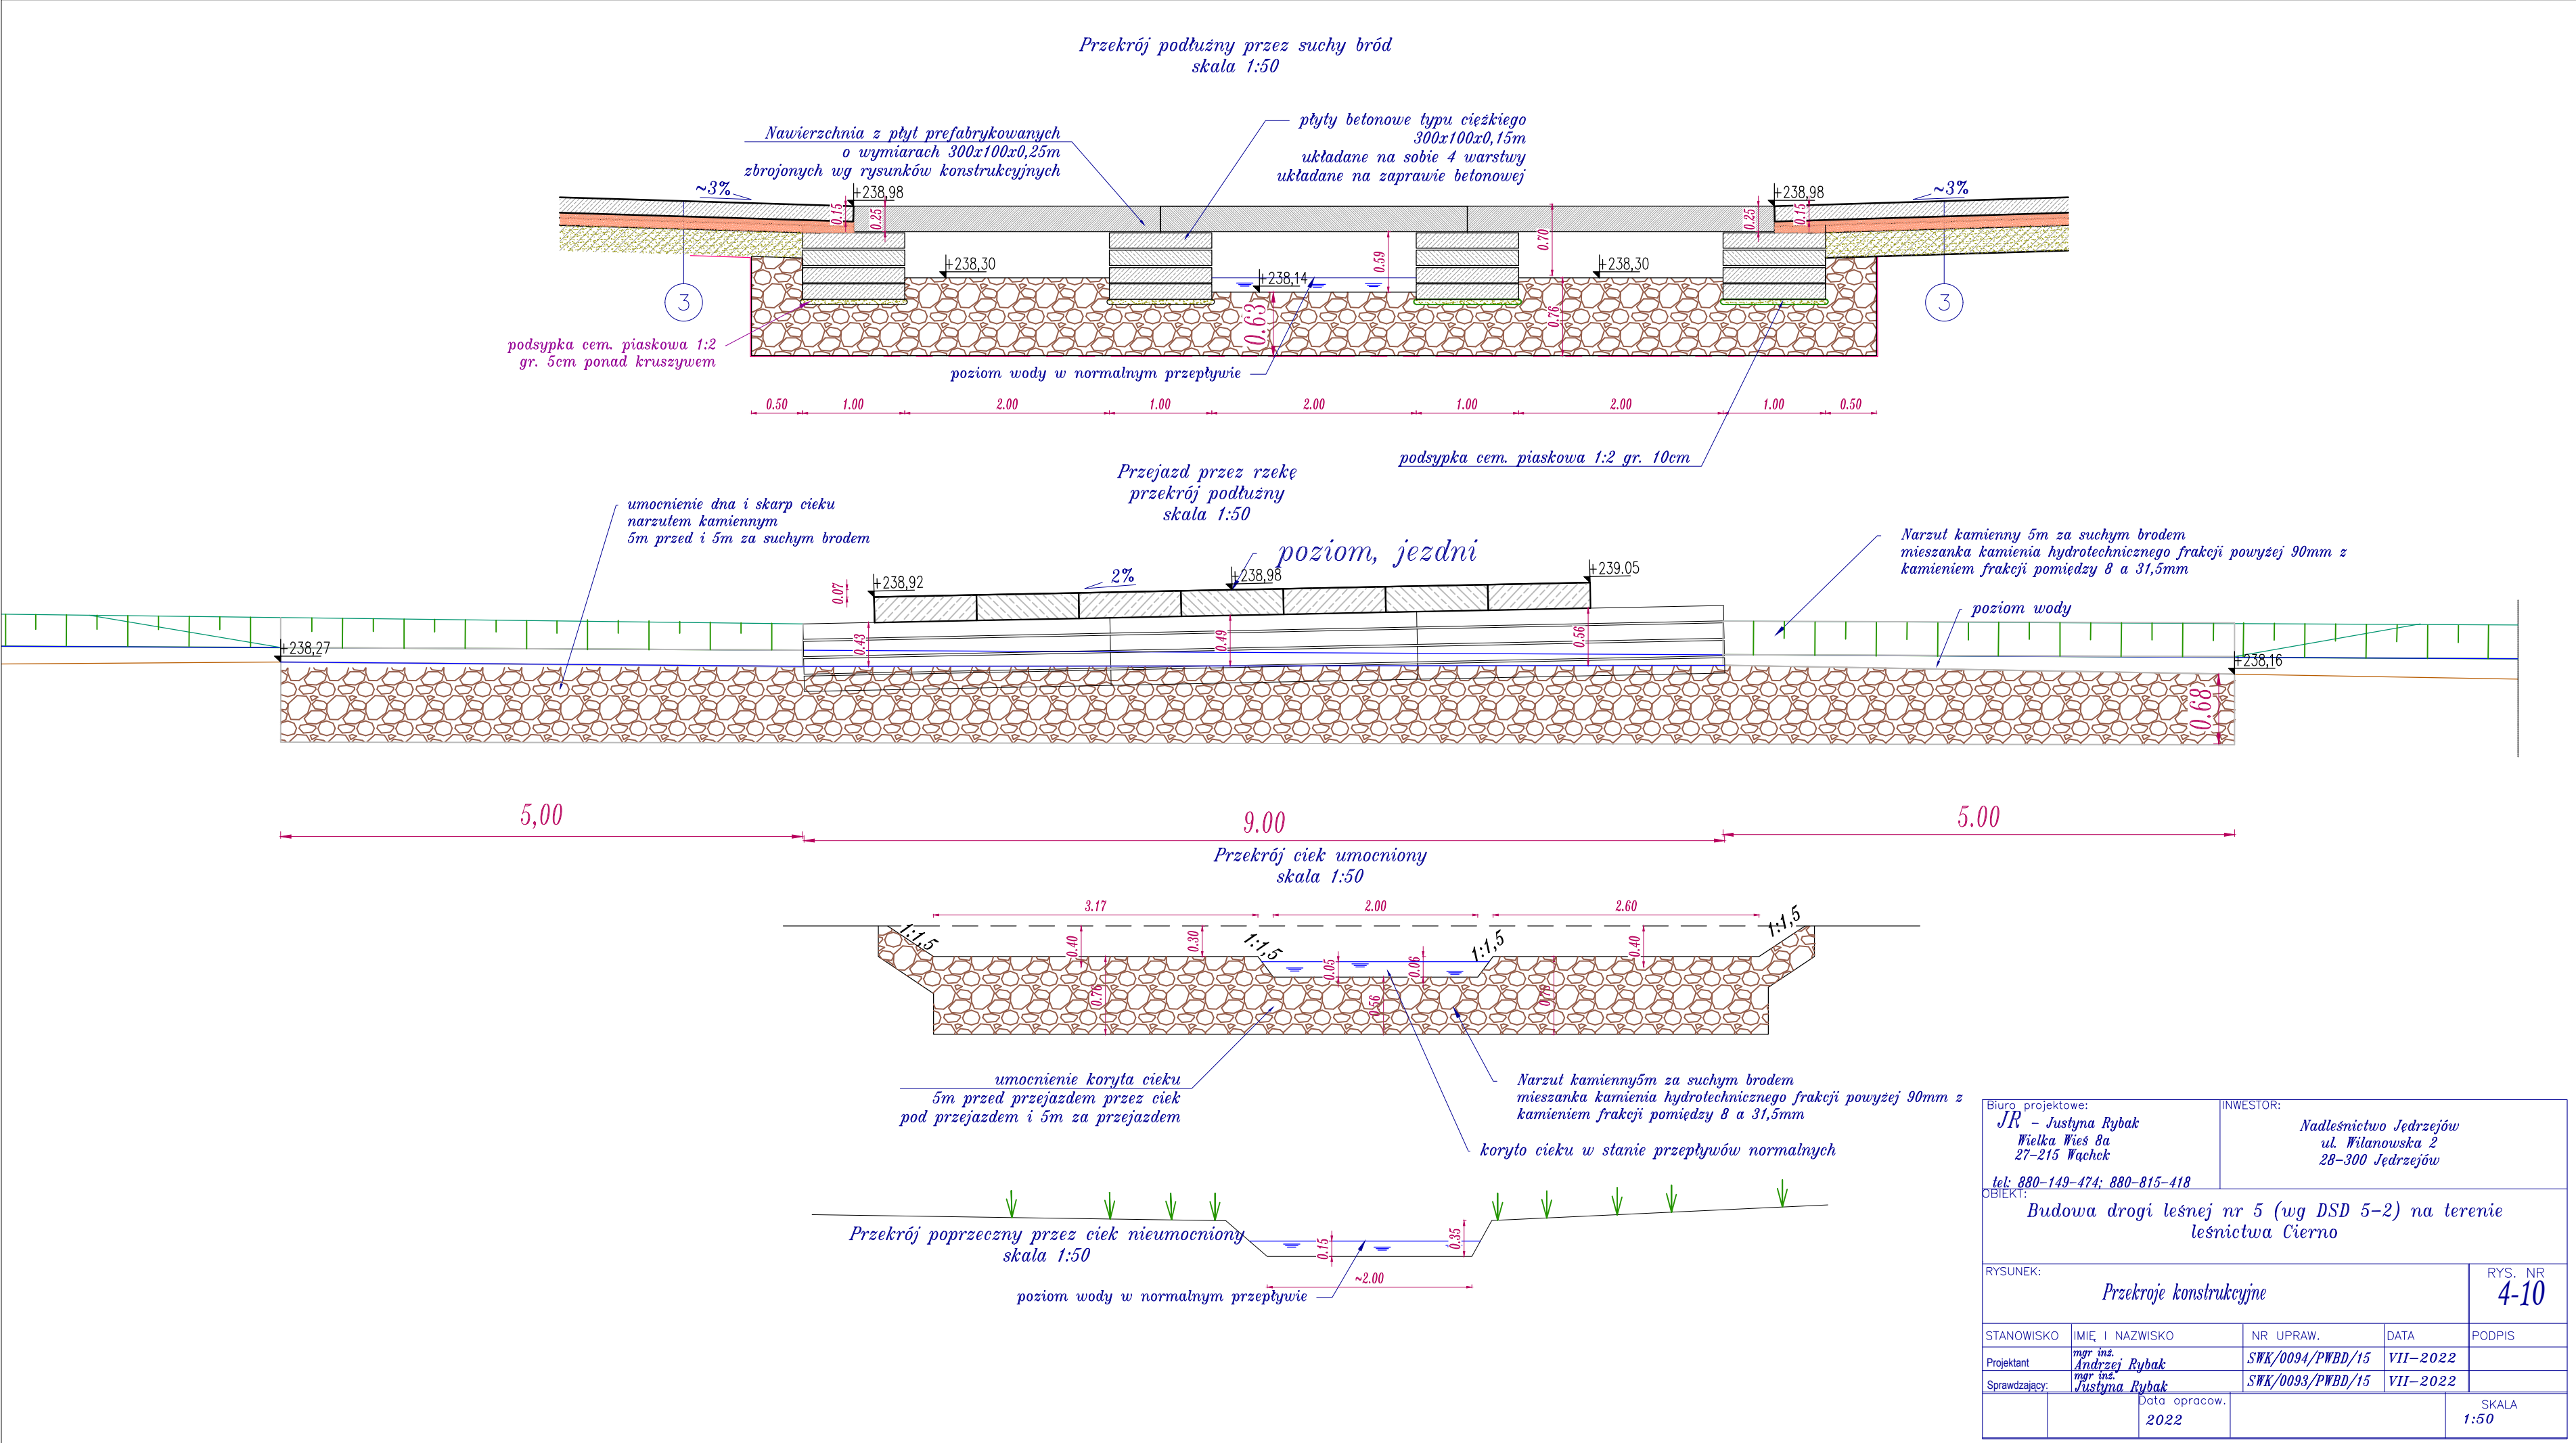 Przekrój podłużny przez suchy bród
skala 1:50
Nawierzchnia z płyt prefabrykowanych
o wymiarach 300x100x0,25m
zbrojonych wg rysunków konstrukcyjnych
płyty betonowe typu ciężkiego
300x100x0,15m
układane na sobie 4 warstwy
układane na zaprawie betonowej
~3%
+238,98
0.15
0.25
+238,98
~3%
0.25
0.15
0.70
0.59
+238,30
+238,14
+238,30
0.63
0.76
3
3
podsypka cem. piaskowa 1:2
gr. 5cm ponad kruszywem
poziom wody w normalnym przepływie
0.50
1.00
2.00
1.00
2.00
1.00
2.00
1.00
0.50
podsypka cem. piaskowa 1:2 gr. 10cm
Przejazd przez rzekę
przekrój podłużny
skala 1:50
umocnienie dna i skarp cieku
narzutem kamiennym
5m przed i 5m za suchym brodem
poziom, jezdni
Narzut kamienny 5m za suchym brodem
mieszanka kamienia hydrotechnicznego frakcji powyżej 90mm z
kamieniem frakcji pomiędzy 8 a 31,5mm
0.07
+238,92
2%
+238,98
+239.05
poziom wody
+238,27
0.43
0.49
0.56
+238,16
0.68
5,00
9.00
5.00
Przekrój ciek umocniony
skala 1:50
3.17
2.00
2.60
1:1,5
0.40
0.30
1:1,5
1:1,5
0.40
1:1,5
0.05
0.06
0.76
0.56
umocnienie koryta cieku
5m przed przejazdem przez ciek
pod przejazdem i 5m za przejazdem
Narzut kamienny5m za suchym brodem
mieszanka kamienia hydrotechnicznego frakcji powyżej 90mm z
kamieniem frakcji pomiędzy 8 a 31,5mm
koryto cieku w stanie przepływów normalnych
Przekrój poprzeczny przez ciek nieumocniony
skala 1:50
0.15
0.35
~2.00
poziom wody w normalnym przepływie
Biuro projektowe:
JR - Justyna Rybak
Wielka Wieś 8a
27-215 Wąchck
tel: 880-149-474; 880-815-418
INWESTOR:
Nadleśnictwo Jędrzejów
ul. Wilanowska 2
28-300 Jędrzejów
OBIEKT:
Budowa drogi leśnej nr 5 (wg DSD 5-2) na terenie
leśnictwa Cierno
RYSUNEK:
Przekroje konstrukcyjne
RYS. NR
4-10
STANOWISKO IMIĘ I NAZWISKO NR UPRAW. DATA PODPIS
Projektant mgr inż. Andrzej Rybak SWK/0094/PWBD/15 VII-2022
Sprawdzający: mgr inż. Justyna Rybak SWK/0093/PWBD/15 VII-2022
Data opracow.
2022
SKALA
1:50